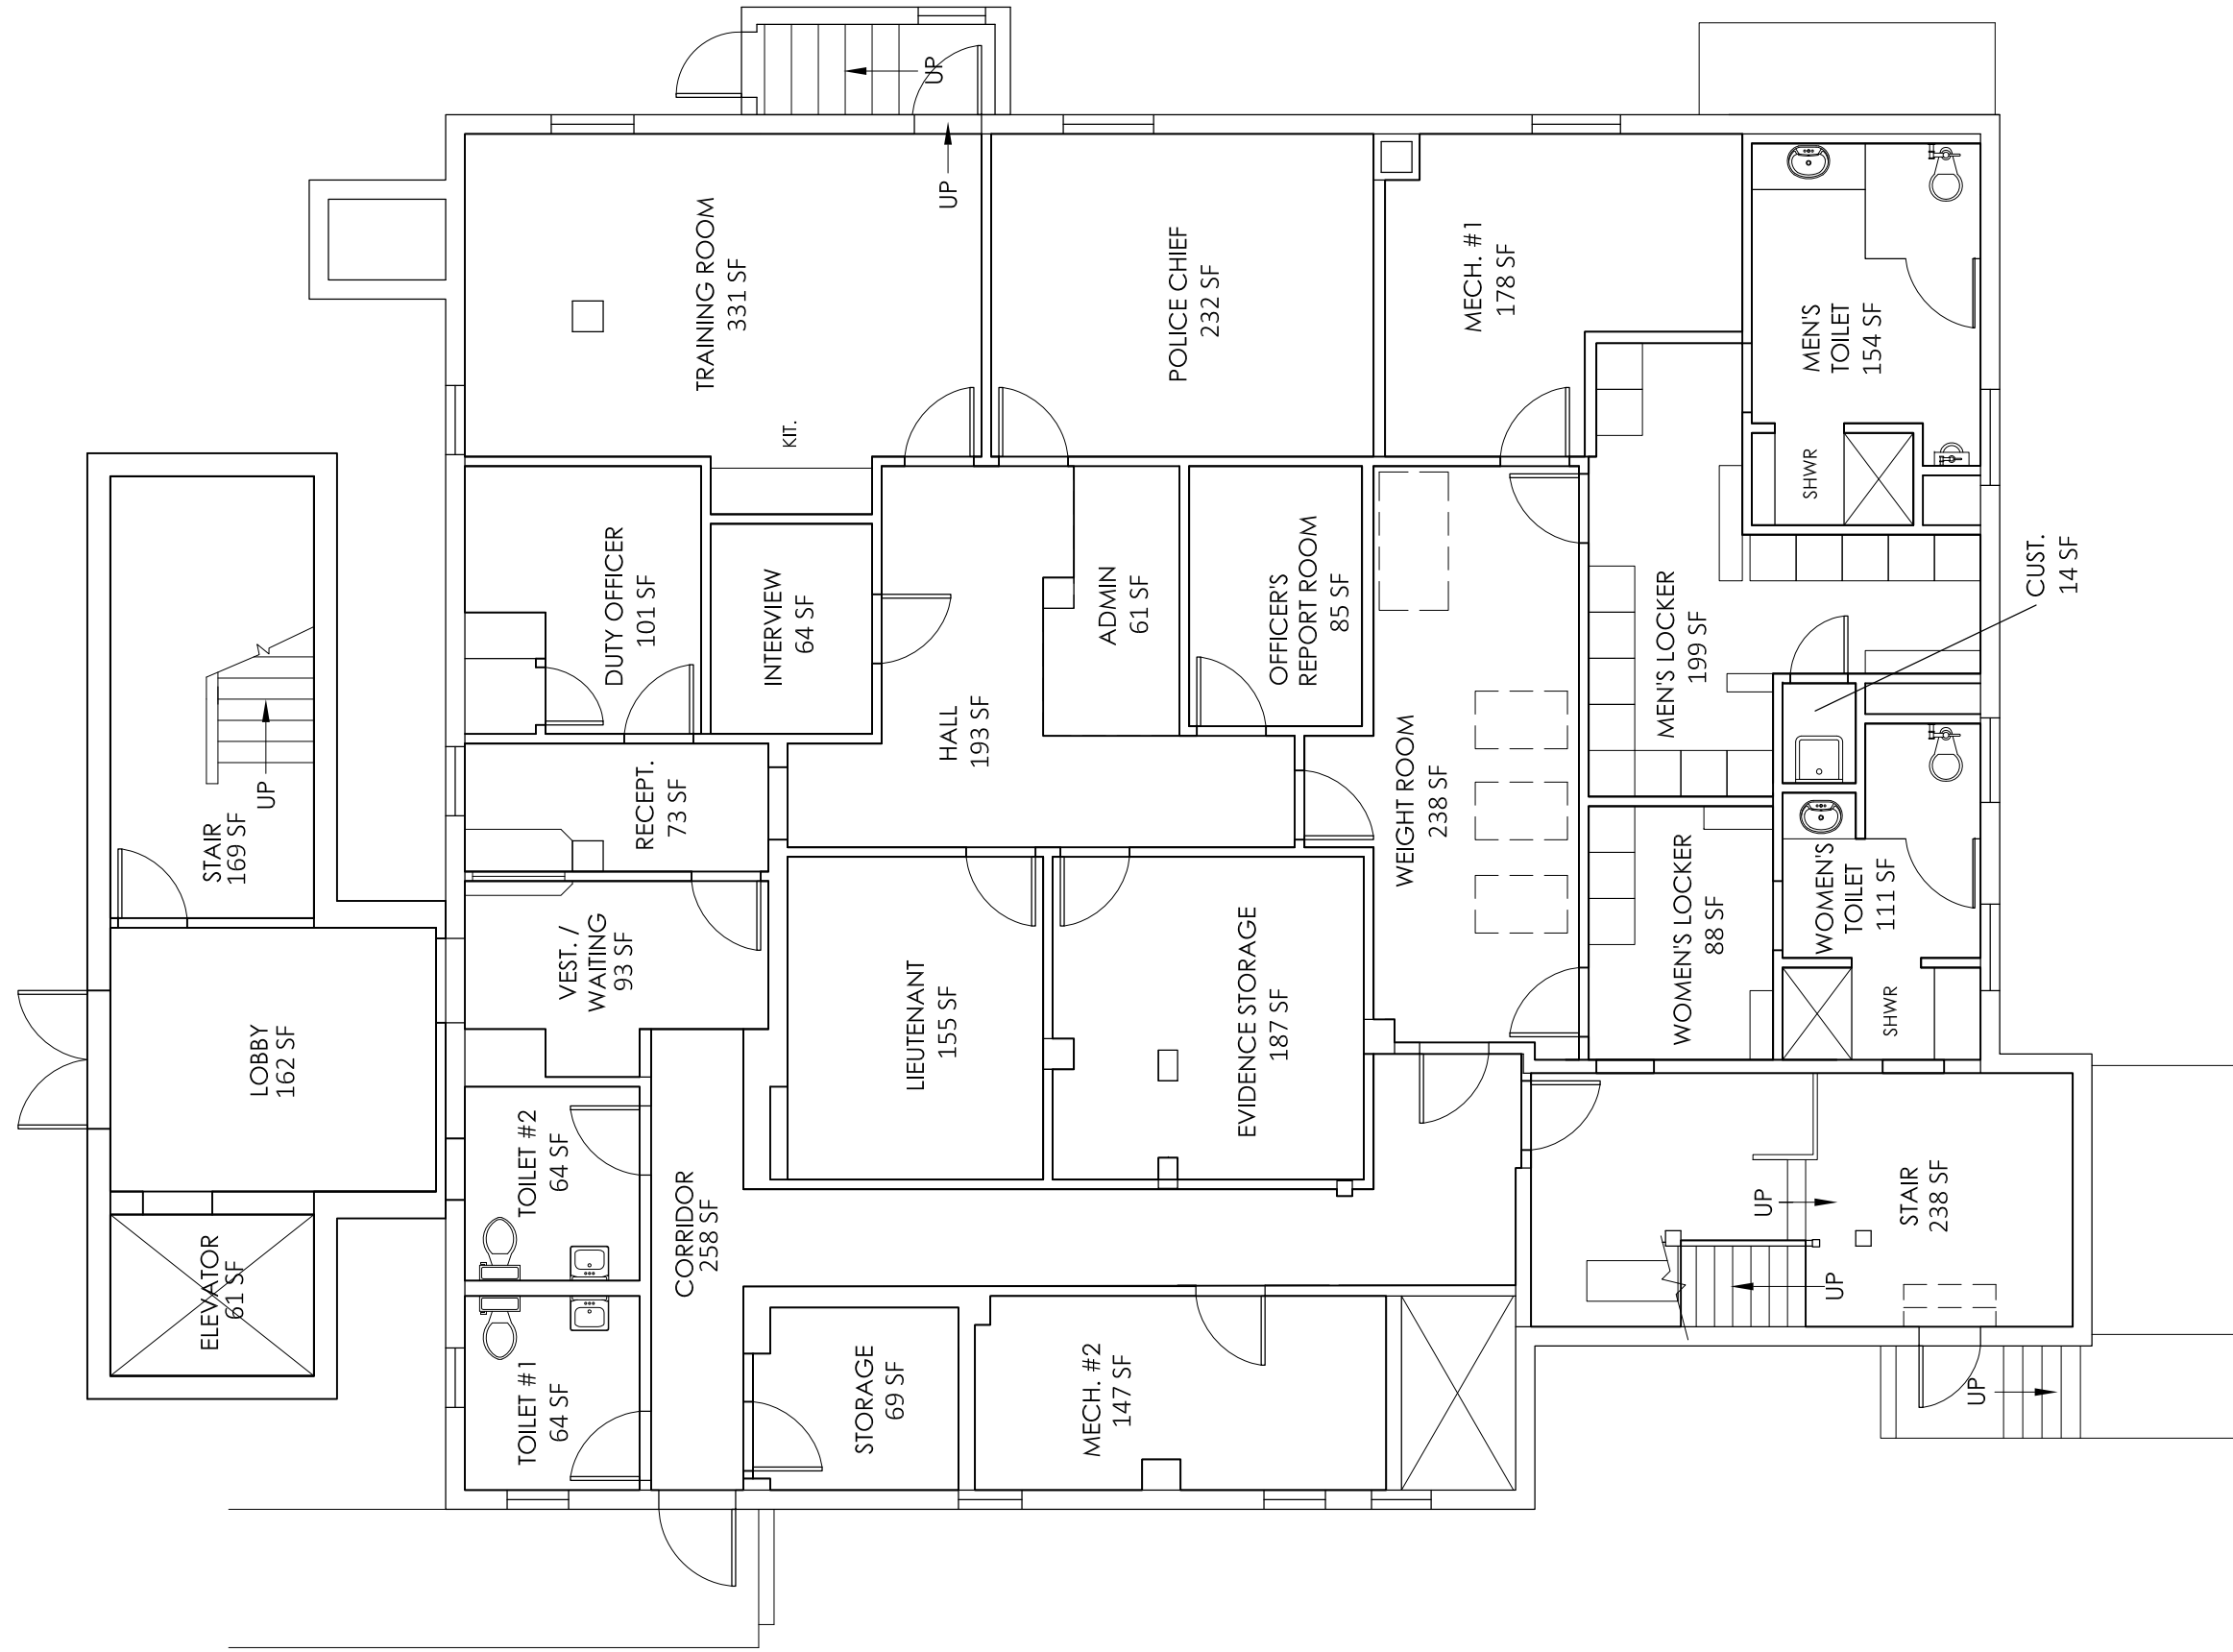 UP
UP
TRAINING ROOM
331 SF
KIT.
POLICE CHIEF
232 SF
MECH. #1
178 SF
MEN'S
TOILET
154 SF
SHWR
DUTY OFFICER
101 SF
INTERVIEW
64 SF
ADMIN
61 SF
OFFICER'S
REPORT ROOM
85 SF
MEN'S LOCKER
199 SF
CUST.
14 SF
STAIR
169 SF
UP
RECEPT.
73 SF
HALL
193 SF
WEIGHT ROOM
238 SF
WOMEN'S LOCKER
88 SF
WOMEN'S
TOILET
111 SF
SHWR
LOBBY
162 SF
VEST. /
WAITING
93 SF
LIEUTENANT
155 SF
EVIDENCE STORAGE
187 SF
ELEVATOR
61 SF
TOILET #2
64 SF
CORRIDOR
258 SF
UP
UP
STAIR
238 SF
TOILET #1
64 SF
STORAGE
69 SF
MECH. #2
147 SF
UP